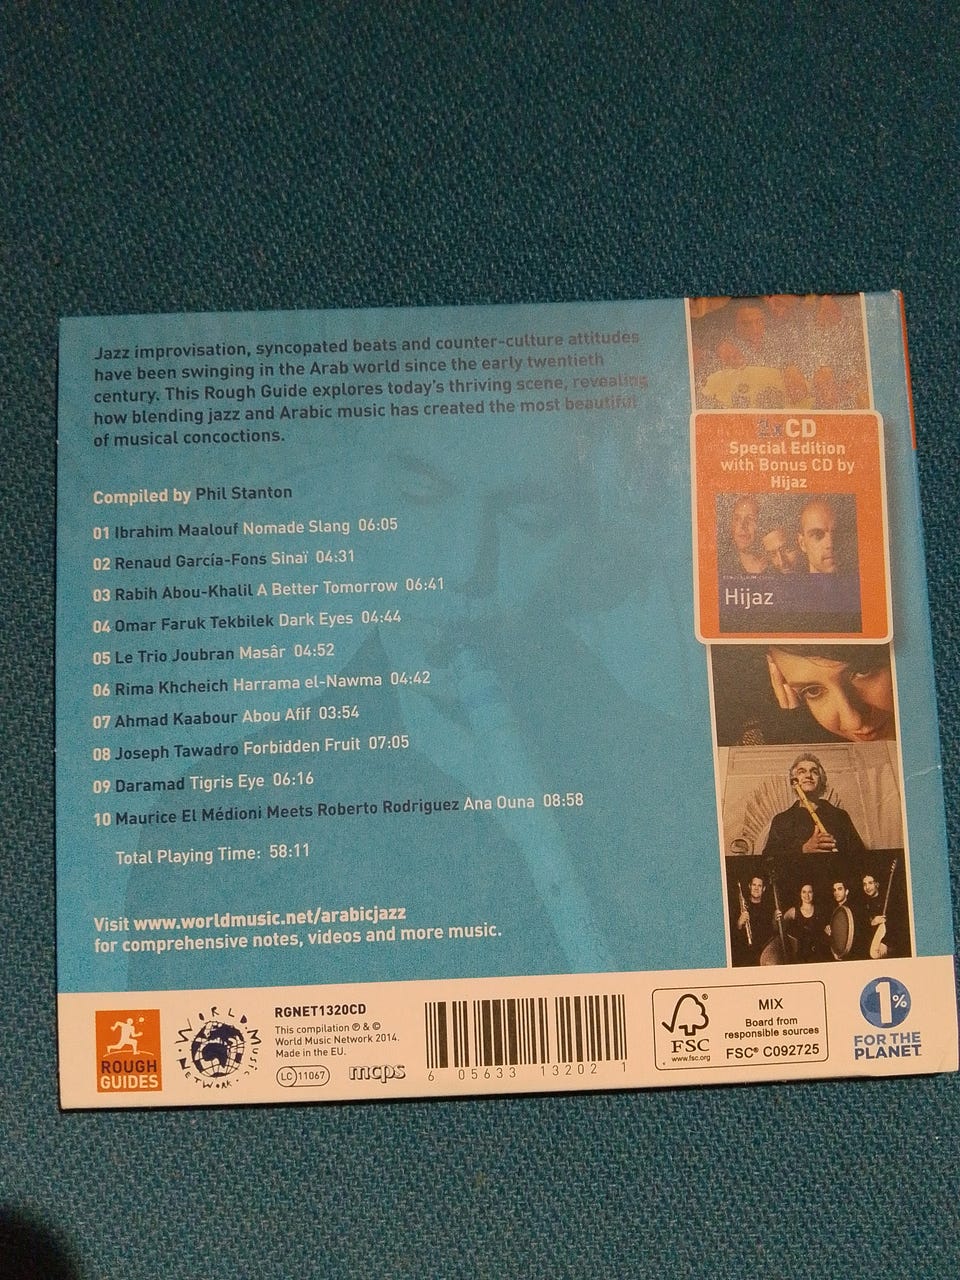 Jazz improvisation, syncopated beats and counter-culture attitudes
have been swinging in the Arab world since the early twentieth
century. This Rough Guide explores today's thriving scene, revealing
how blending jazz and Arabic music has created the most beautiful
of musical concoctions.
Compiled by Phil Stanton
01 Ibrahim Maalouf Nomade Slang 06:05
02 Renaud García-Fons Sinaï 04:31
03 Rabih Abou-Khalil A Better Tomorrow 06:41
04 Omar Faruk Tekbilek Dark Eyes 04:44
05 Le Trio Joubran Masâr 04:52
06 Rima Khcheich Harrama el-Nawma 04:42
07 Ahmad Kaabour Abou Afif 03:54
08 Joseph Tawadro Forbidden Fruit 07:05
09 Daramad Tigris Eye 06:16
10 Maurice El Médioni Meets Roberto Rodriguez Ana Ouna 08:58
Total Playing Time: 58:11
Visit www.worldmusic.net/arabicjazz
for comprehensive notes, videos and more music.
2xCD
Special Edition
with Bonus CD by
Hijaz
Hijaz
ROUGH
GUIDES
WORLD MUSIC NETWORK
RGNET1320CD
This compilation ℗ & ©
World Music Network 2014.
Made in the EU.
LC 11067
mcps
6 05633 13202 1
FSC®
www.fsc.org
MIX
Board from
responsible sources
FSC® C092725
1%
FOR THE
PLANET